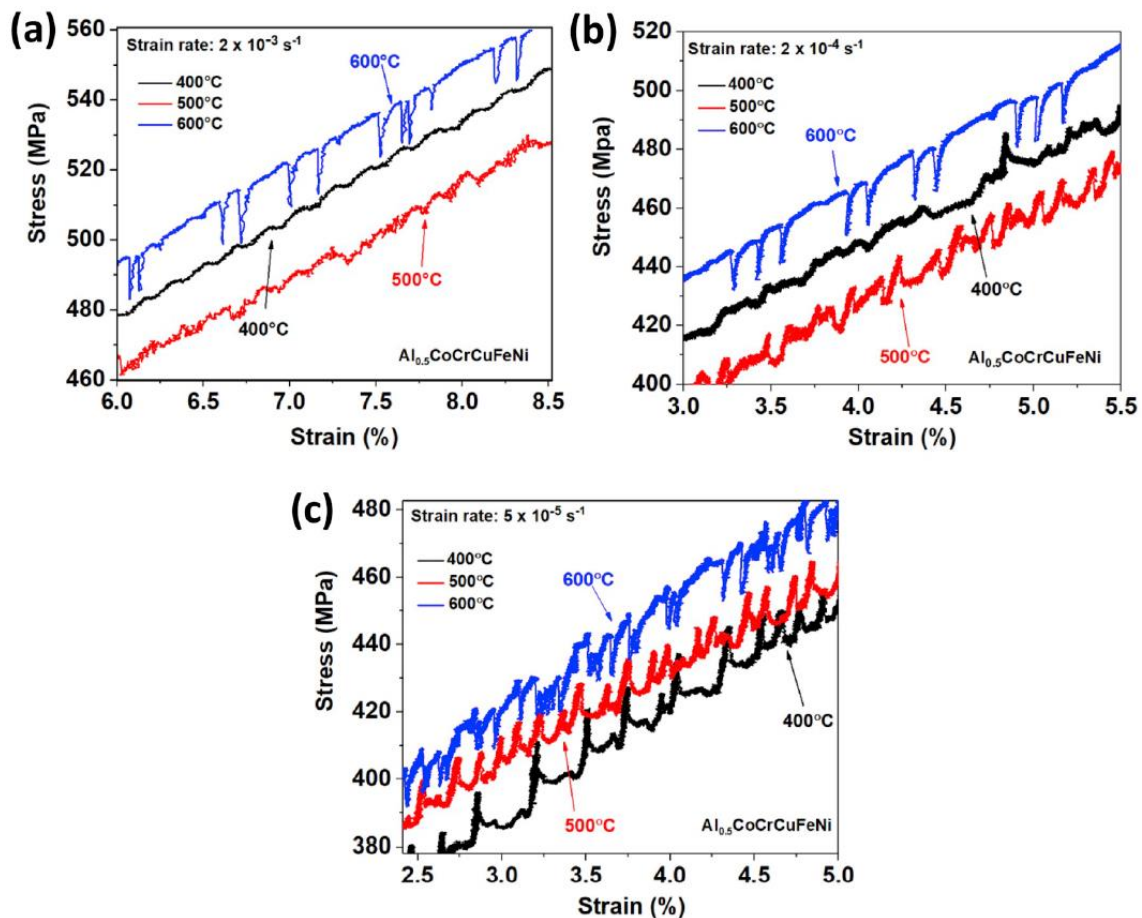 (a)
Strain rate: 2 x 10⁻³ s⁻¹
400°C
500°C
600°C
600°C
400°C
500°C
Al₀.₅CoCrCuFeNi
Stress (MPa)
560
540
520
500
480
460
6.0 6.5 7.0 7.5 8.0 8.5
Strain (%)
(b)
Strain rate: 2 x 10⁻⁴ s⁻¹
400°C
500°C
600°C
600°C
400°C
500°C
Al₀.₅CoCrCuFeNi
Stress (Mpa)
520
500
480
460
440
420
400
3.0 3.5 4.0 4.5 5.0 5.5
Strain (%)
(c)
Strain rate: 5 x 10⁻⁵ s⁻¹
400°C
500°C
600°C
600°C
400°C
500°C
Al₀.₅CoCrCuFeNi
Stress (MPa)
480
460
440
420
400
380
2.5 3.0 3.5 4.0 4.5 5.0
Strain (%)